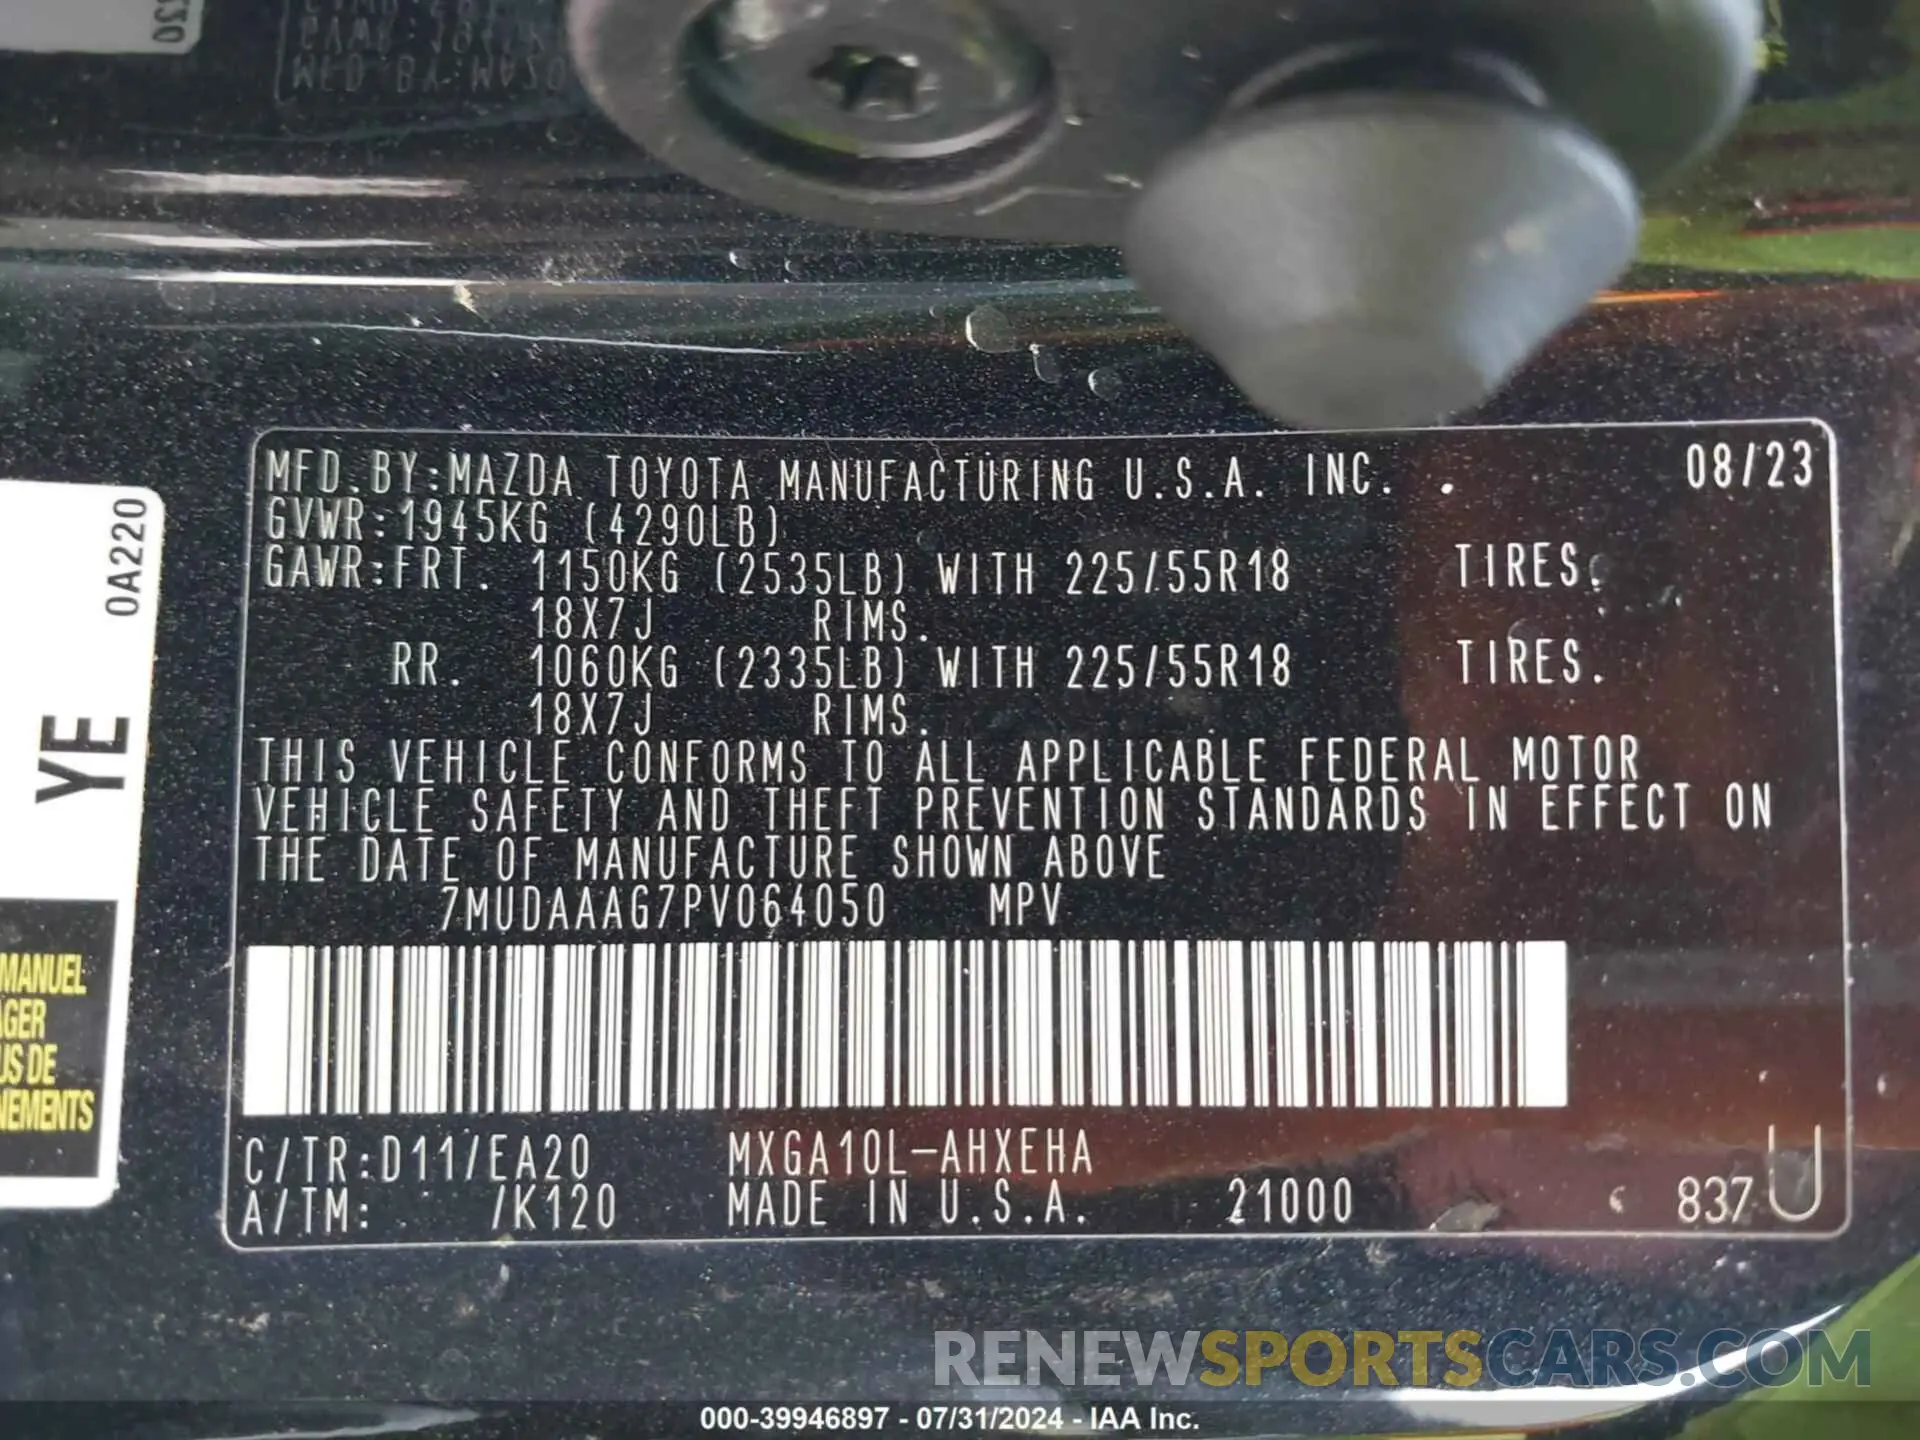 MFD.BY:MAZDA TOYOTA MANUFACTURING U.S.A. INC. . 08/23
GVWR:1945KG (4290LB)
GAWR:FRT. 1150KG (2535LB) WITH 225/55R18 TIRES.
18X7J RIMS.
RR. 1060KG (2335LB) WITH 225/55R18 TIRES.
18X7J RIMS.
THIS VEHICLE CONFORMS TO ALL APPLICABLE FEDERAL MOTOR
VEHICLE SAFETY AND THEFT PREVENTION STANDARDS IN EFFECT ON
THE DATE OF MANUFACTURE SHOWN ABOVE
7MUDAAAG7PV064050 MPV
C/TR:D11/EA20 MXGA10L-AHXEHA
A/TM: /K120 MADE IN U.S.A. 21000 837 U
0A220
YE
MANUEL
US DE
RENEWSPORTSCARS.COM
000-39946897 - 07/31/2024 - IAA Inc.